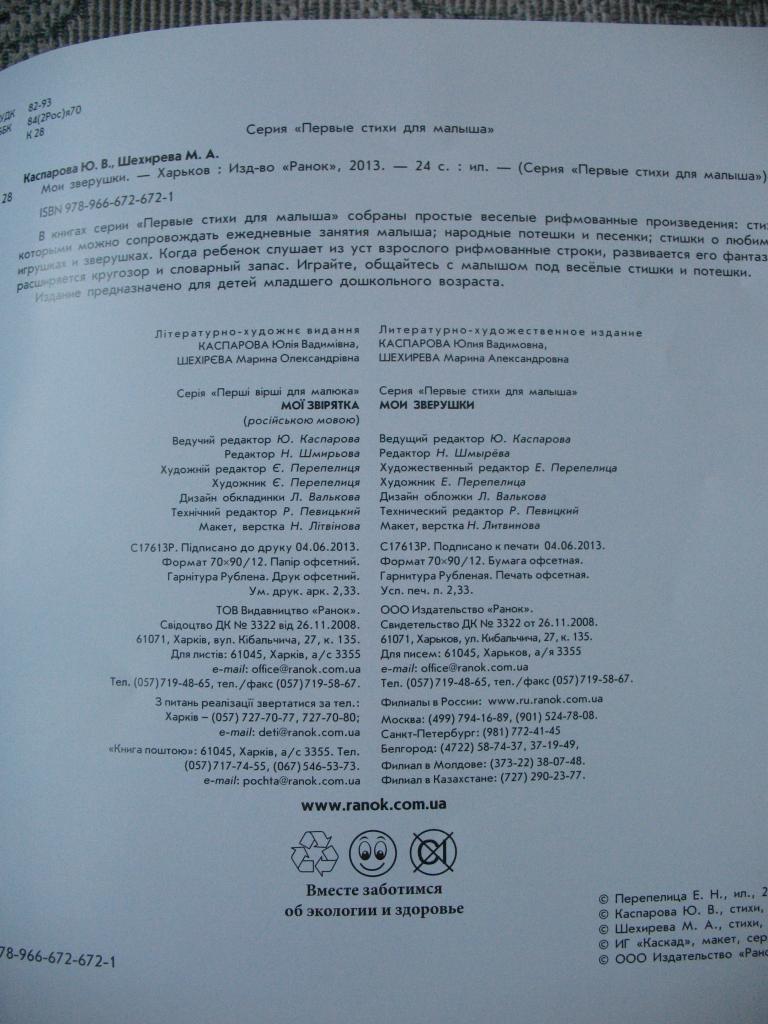 УДК 82-93
ББК 84(2Рос)я70
К 28
Серия «Первые стихи для малыша»
Каспарова Ю. В., Шехирева М. А.
28 Мои зверушки. — Харьков : Изд-во «Ранок», 2013. — 24 с. : ил. — (Серия «Первые стихи для малыша»)
ISBN 978-966-672-672-1
В книгах серии «Первые стихи для малыша» собраны простые веселые рифмованные произведения:
которыми можно сопровождать ежедневные занятия малыша; народные потешки и песенки; стишки о
игрушках и зверушках. Когда ребенок слушает из уст взрослого рифмованные строки, развивается его
расширяется кругозор и словарный запас. Играйте, общайтесь с малышом под весёлые стишки и потешки.
Издание предназначено для детей младшего дошкольного возраста.
Літературно-художнє видання
КАСПАРОВА Юлія Вадимівна,
ШЕХІРЄВА Марина Олександрівна
Серія «Перші вірші для малюка»
МОЇ ЗВІРЯТКА
(російською мовою)
Ведучий редактор Ю. Каспарова
Редактор Н. Шмирьова
Художній редактор Є. Перепелиця
Художник Є. Перепелиця
Дизайн обкладинки Л. Валькова
Технічний редактор Р. Певицький
Макет, верстка Н. Літвінова
С17613Р. Підписано до друку 04.06.2013.
Формат 70×90/12. Папір офсетний.
Гарнітура Рублена. Друк офсетний.
Ум. друк. арк. 2,33.
ТОВ Видавництво «Ранок».
Свідоцтво ДК № 3322 від 26.11.2008.
61071, Харків, вул. Кібальчича, 27, к. 135.
Для листів: 61045, Харків, а/с 3355
e-mail: office@ranok.com.ua
Тел. (057)719-48-65, тел./факс (057)719-58-67.
З питань реалізації звертатися за тел.:
Харків – (057) 727-70-77, 727-70-80;
e-mail: deti@ranok.com.ua
«Книга поштою»: 61045, Харків, а/с 3355. Тел.
(057)717-74-55, (067)546-53-73.
e-mail: pochta@ranok.com.ua
Литературно-художественное издание
КАСПАРОВА Юлия Вадимовна,
ШЕХИРЕВА Марина Александровна
Серия «Первые стихи для малыша»
МОИ ЗВЕРУШКИ
Ведущий редактор Ю. Каспарова
Редактор Н. Шмырёва
Художественный редактор Е. Перепелица
Художник Е. Перепелица
Дизайн обложки Л. Валькова
Технический редактор Р. Певицкий
Макет, верстка Н. Литвинова
С17613Р. Подписано к печати 04.06.2013.
Формат 70×90/12. Бумага офсетная.
Гарнитура Рубленая. Печать офсетная.
Усл. печ. л. 2,33.
ООО Издательство «Ранок».
Свидетельство ДК № 3322 от 26.11.2008.
61071, Харьков, ул. Кибальчича, 27, к. 135.
Для писем: 61045, Харьков, а/я 3355
e-mail: office@ranok.com.ua
Тел. (057)719-48-65, тел./факс (057)719-58-67.
Филиалы в России: www.ru.ranok.com.ua
Москва: (499) 794-16-89, (901) 524-78-08.
Санкт-Петербург: (981) 772-41-45
Белгород: (4722) 58-74-37, 37-19-49,
Филиал в Молдове: (373-22) 38-07-48.
Филиал в Казахстане: (727) 290-23-77.
www.ranok.com.ua
Cl
Вместе заботимся
об экологии и здоровье
© Перепелица Е. Н., ил., 2
© Каспарова Ю. В., стихи,
© Шехирева М. А., стихи,
© ИГ «Каскад», макет, сер
© ООО Издательство «Ранок
78-966-672-672-1